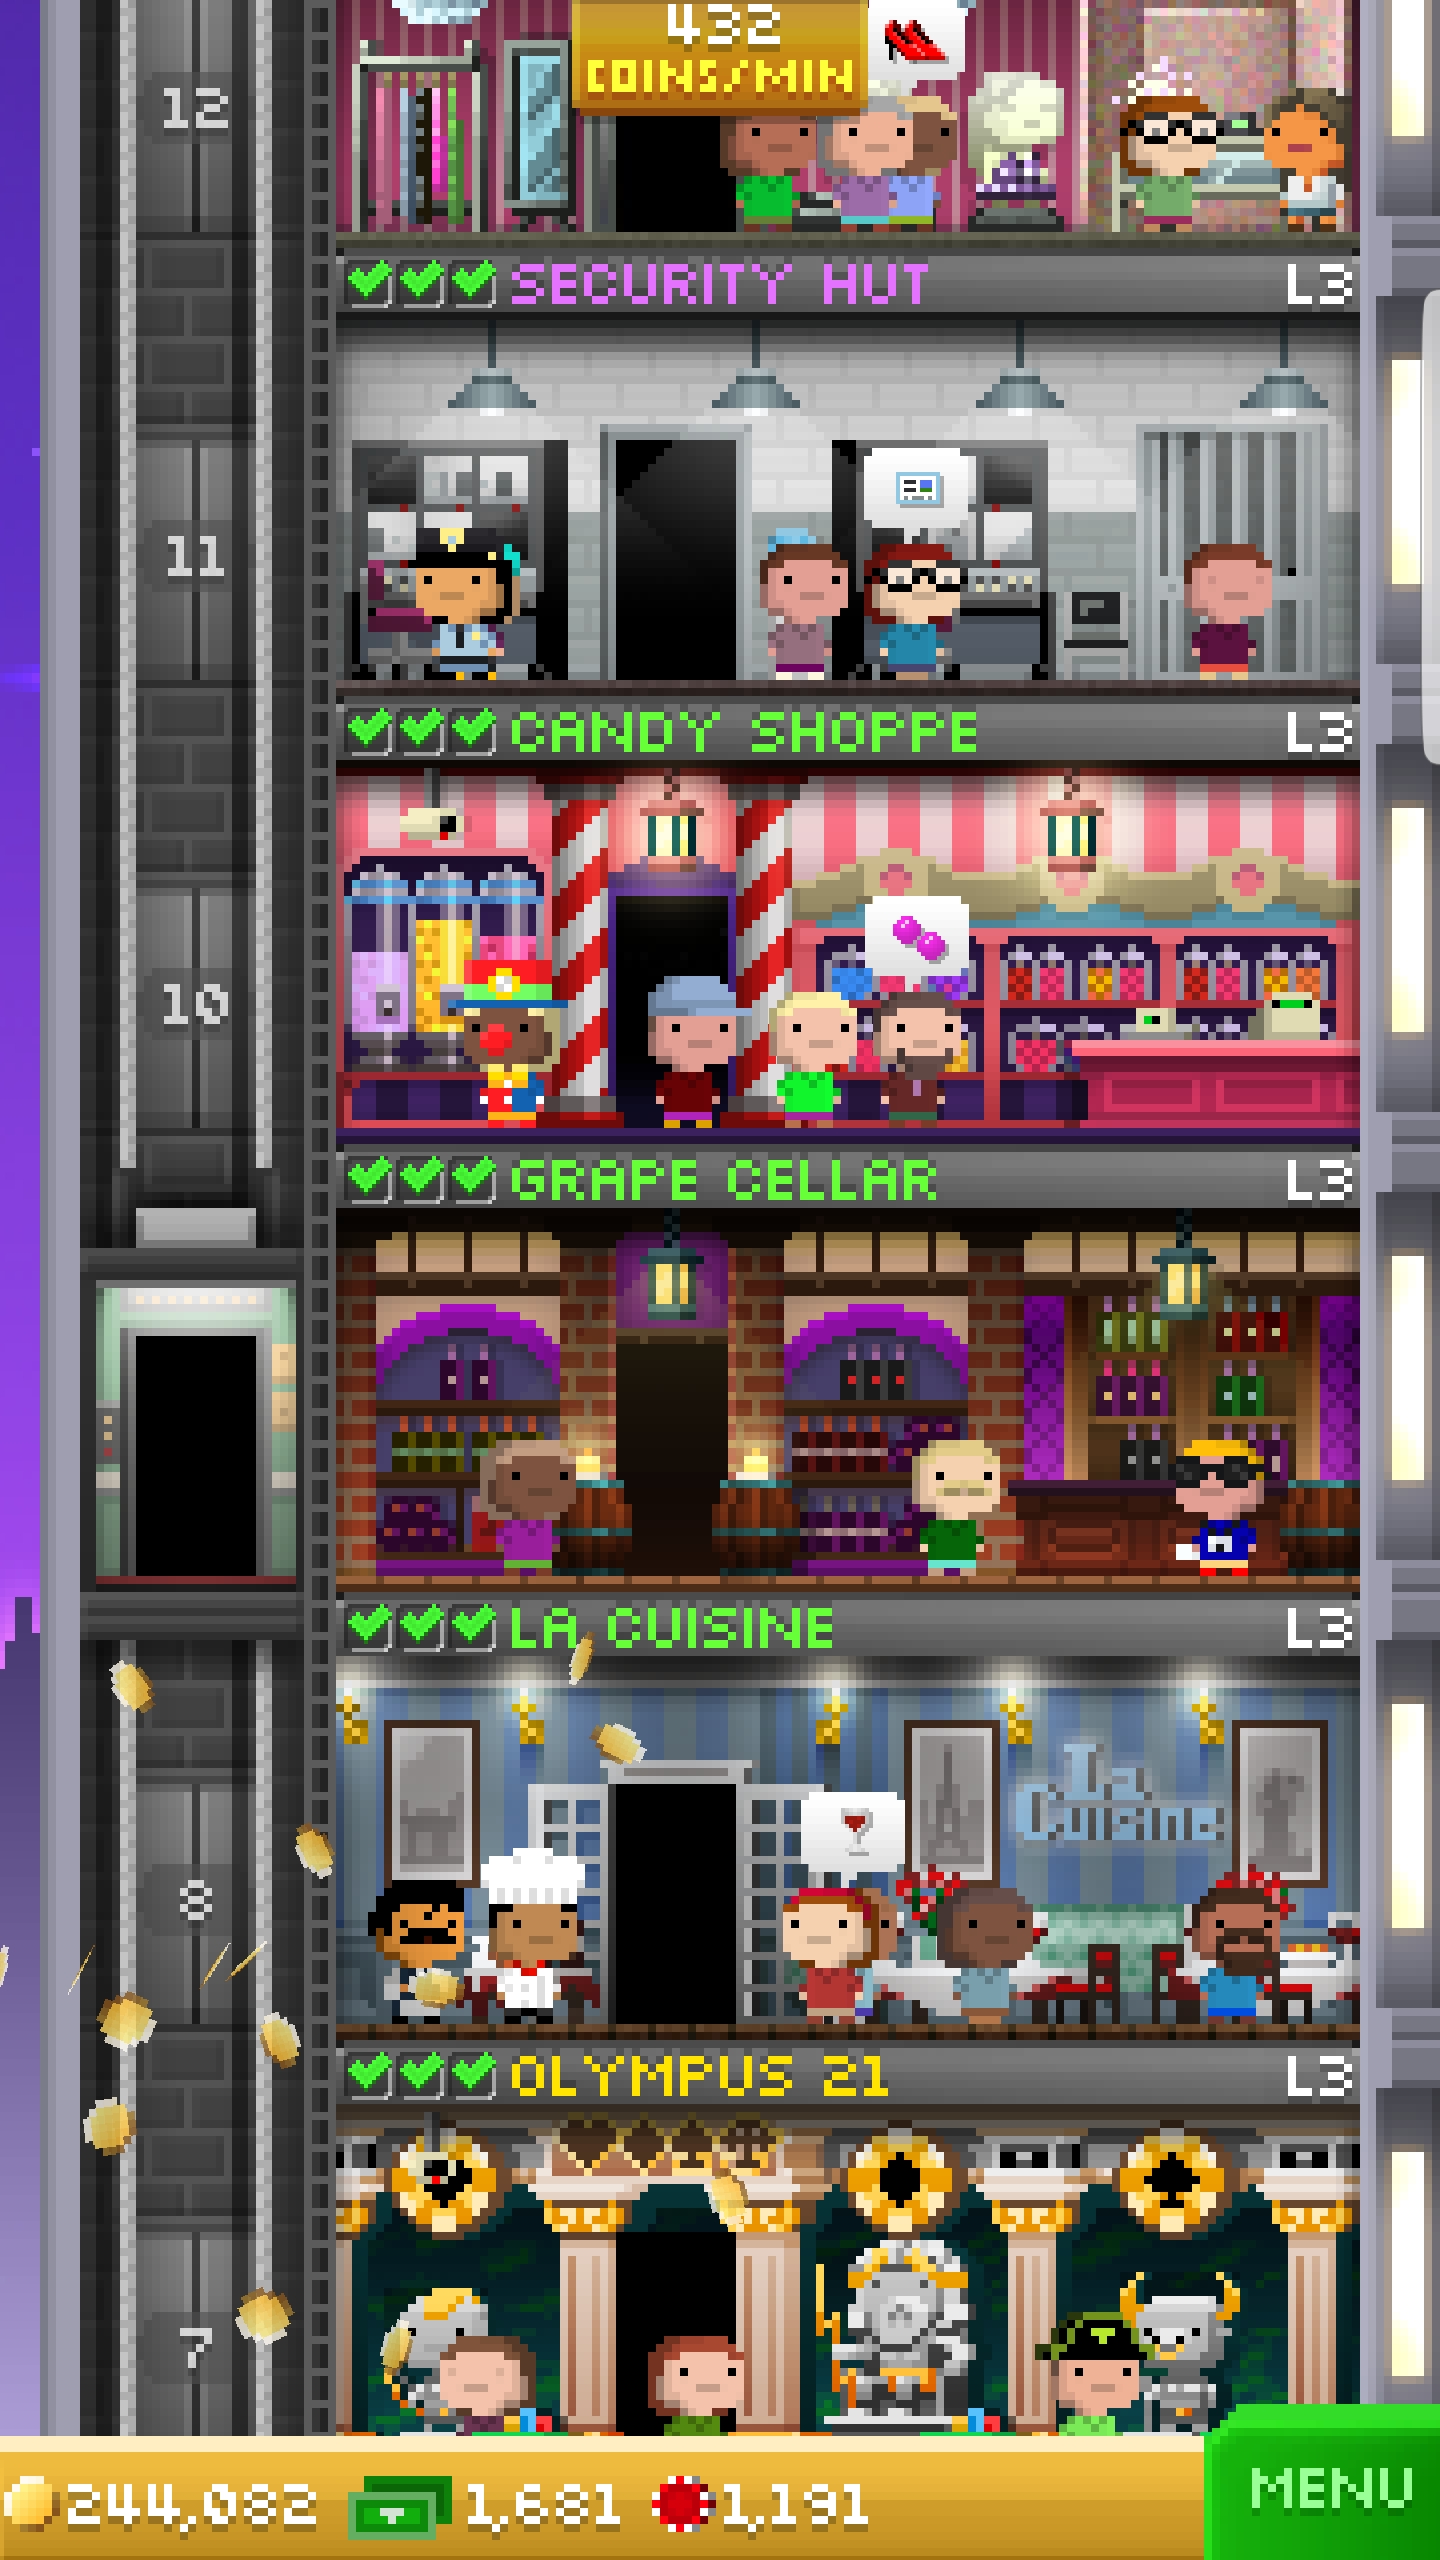 432
COINS/MIN
12
SECURITY HUT L3
11
CANDY SHOPPE L3
10
GRAPE CELLAR L3
LA CUISINE L3
La
Cuisine
8
OLYMPUS 21 L3
7
244,082 1,681 1,191
MENU